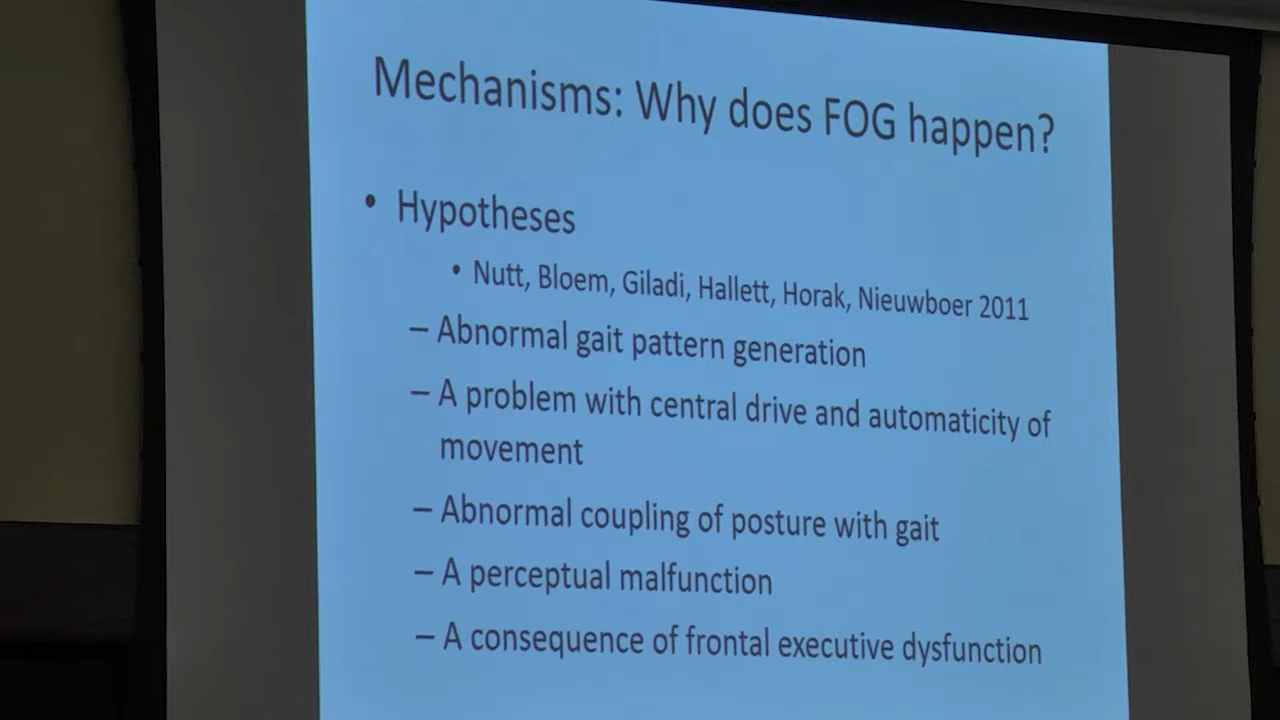 Mechanisms: Why does FOG happen?
• Hypotheses
• Nutt, Bloem, Giladi, Hallett, Horak, Nieuwboer 2011
– Abnormal gait pattern generation
– A problem with central drive and automaticity of
movement
– Abnormal coupling of posture with gait
– A perceptual malfunction
– A consequence of frontal executive dysfunction